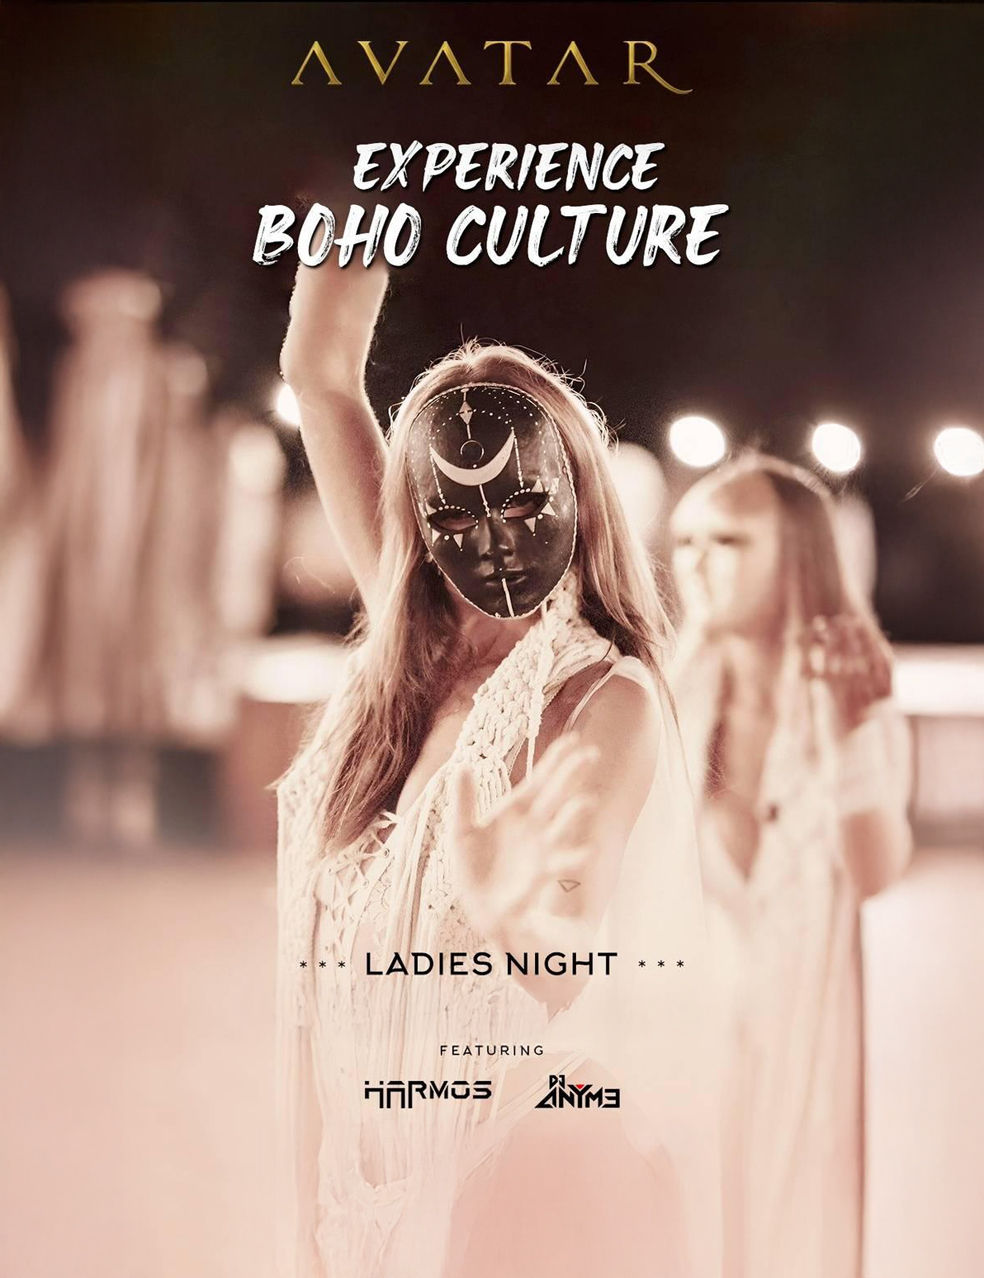 AVATAR
EXPERIENCE
BOHO CULTURE
*** LADIES NIGHT ***
FEATURING
HARMOS DJ ANYME